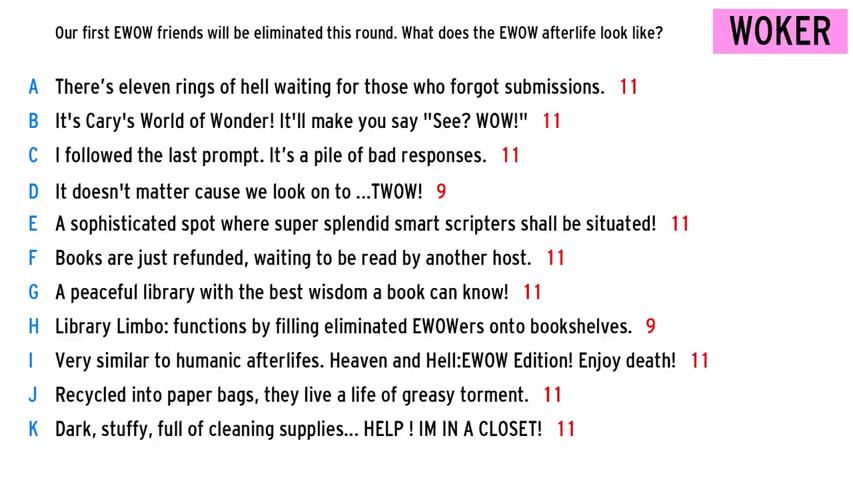 Our first EWOW friends will be eliminated this round. What does the EWOW afterlife look like?
WOKER
A There's eleven rings of hell waiting for those who forgot submissions. 11
B It's Cary's World of Wonder! It'll make you say "See? WOW!" 11
C I followed the last prompt. It's a pile of bad responses. 11
D It doesn't matter cause we look on to ...TWOW! 9
E A sophisticated spot where super splendid smart scripters shall be situated! 11
F Books are just refunded, waiting to be read by another host. 11
G A peaceful library with the best wisdom a book can know! 11
H Library Limbo: functions by filling eliminated EWOWers onto bookshelves. 9
I Very similar to humanic afterlifes. Heaven and Hell:EWOW Edition! Enjoy death! 11
J Recycled into paper bags, they live a life of greasy torment. 11
K Dark, stuffy, full of cleaning supplies... HELP ! IM IN A CLOSET! 11